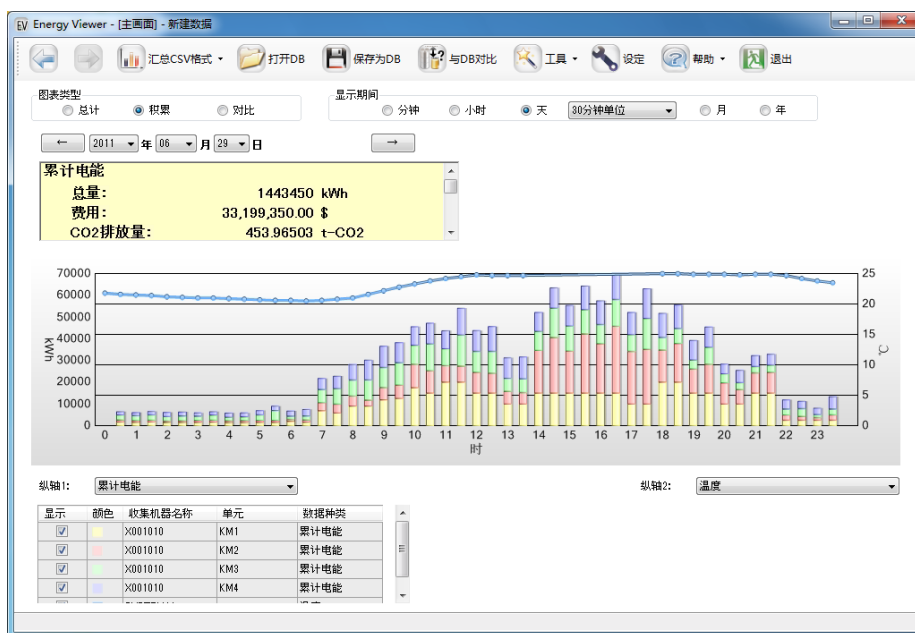 EV Energy Viewer - [主画面] - 新建数据
汇总CSV格式 打开DB 保存为DB 与DB对比 工具 设定 帮助 退出
图表类型 显示期间
总计 积累 对比 分钟 小时 天 30分钟单位 月 年
← 2011 年 06 月 29 日 →
累计电能
总量: 1443450 kWh
费用: 33,199,350.00 $
CO2排放量: 453.96503 t-CO2
70000 25
60000 20
50000
40000 15
kWh ℃
30000 10
20000 5
10000
0 0
0 1 2 3 4 5 6 7 8 9 10 11 12 13 14 15 16 17 18 19 20 21 22 23
时
纵轴1: 累计电能 纵轴2: 温度
显示 颜色 收集机器名称 单元 数据种类
X001010 KM1 累计电能
X001010 KM2 累计电能
X001010 KM3 累计电能
X001010 KM4 累计电能